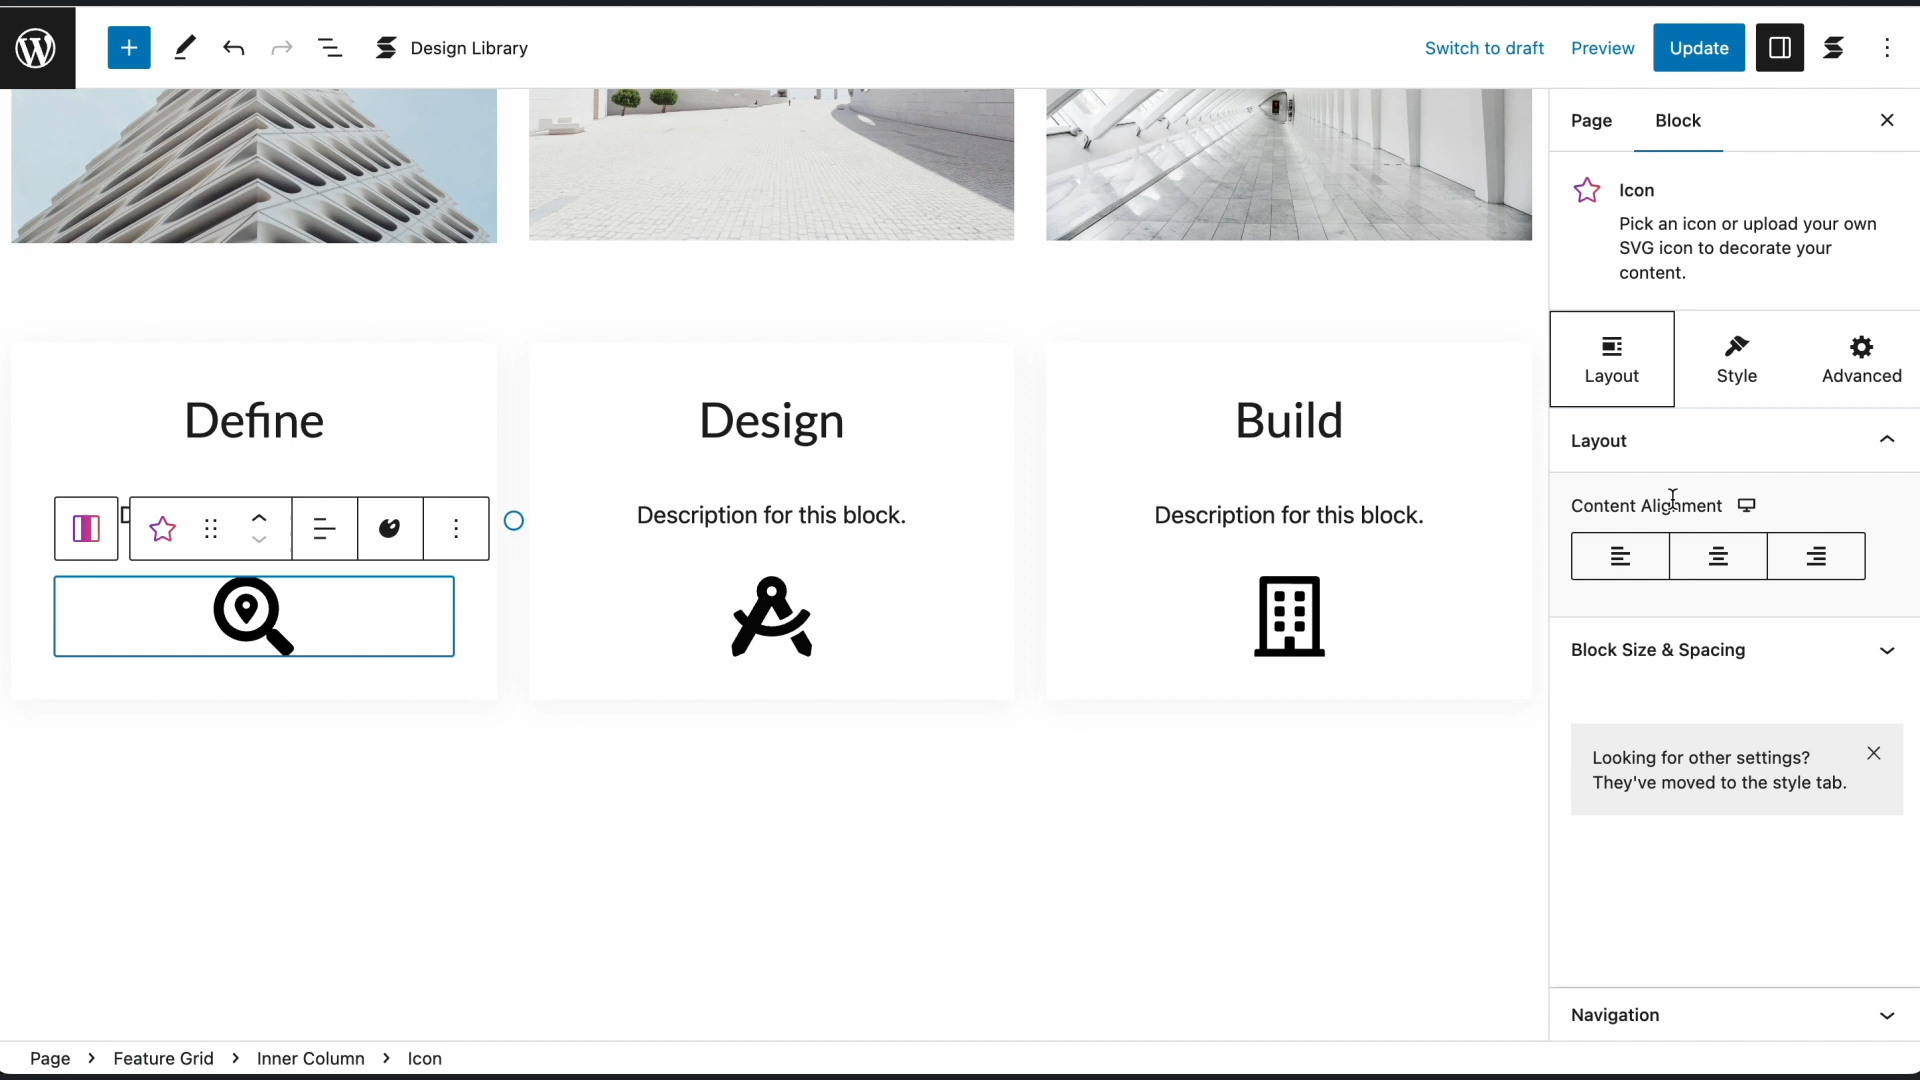 Design Library
Switch to draft
Preview
Update
Page
Block
Icon
Pick an icon or upload your own
SVG icon to decorate your
content.
Layout
Style
Advanced
Layout
Content Alignment
Block Size & Spacing
Looking for other settings?
They've moved to the style tab.
Navigation
Define
Design
Description for this block.
Build
Description for this block.
Page > Feature Grid > Inner Column > Icon